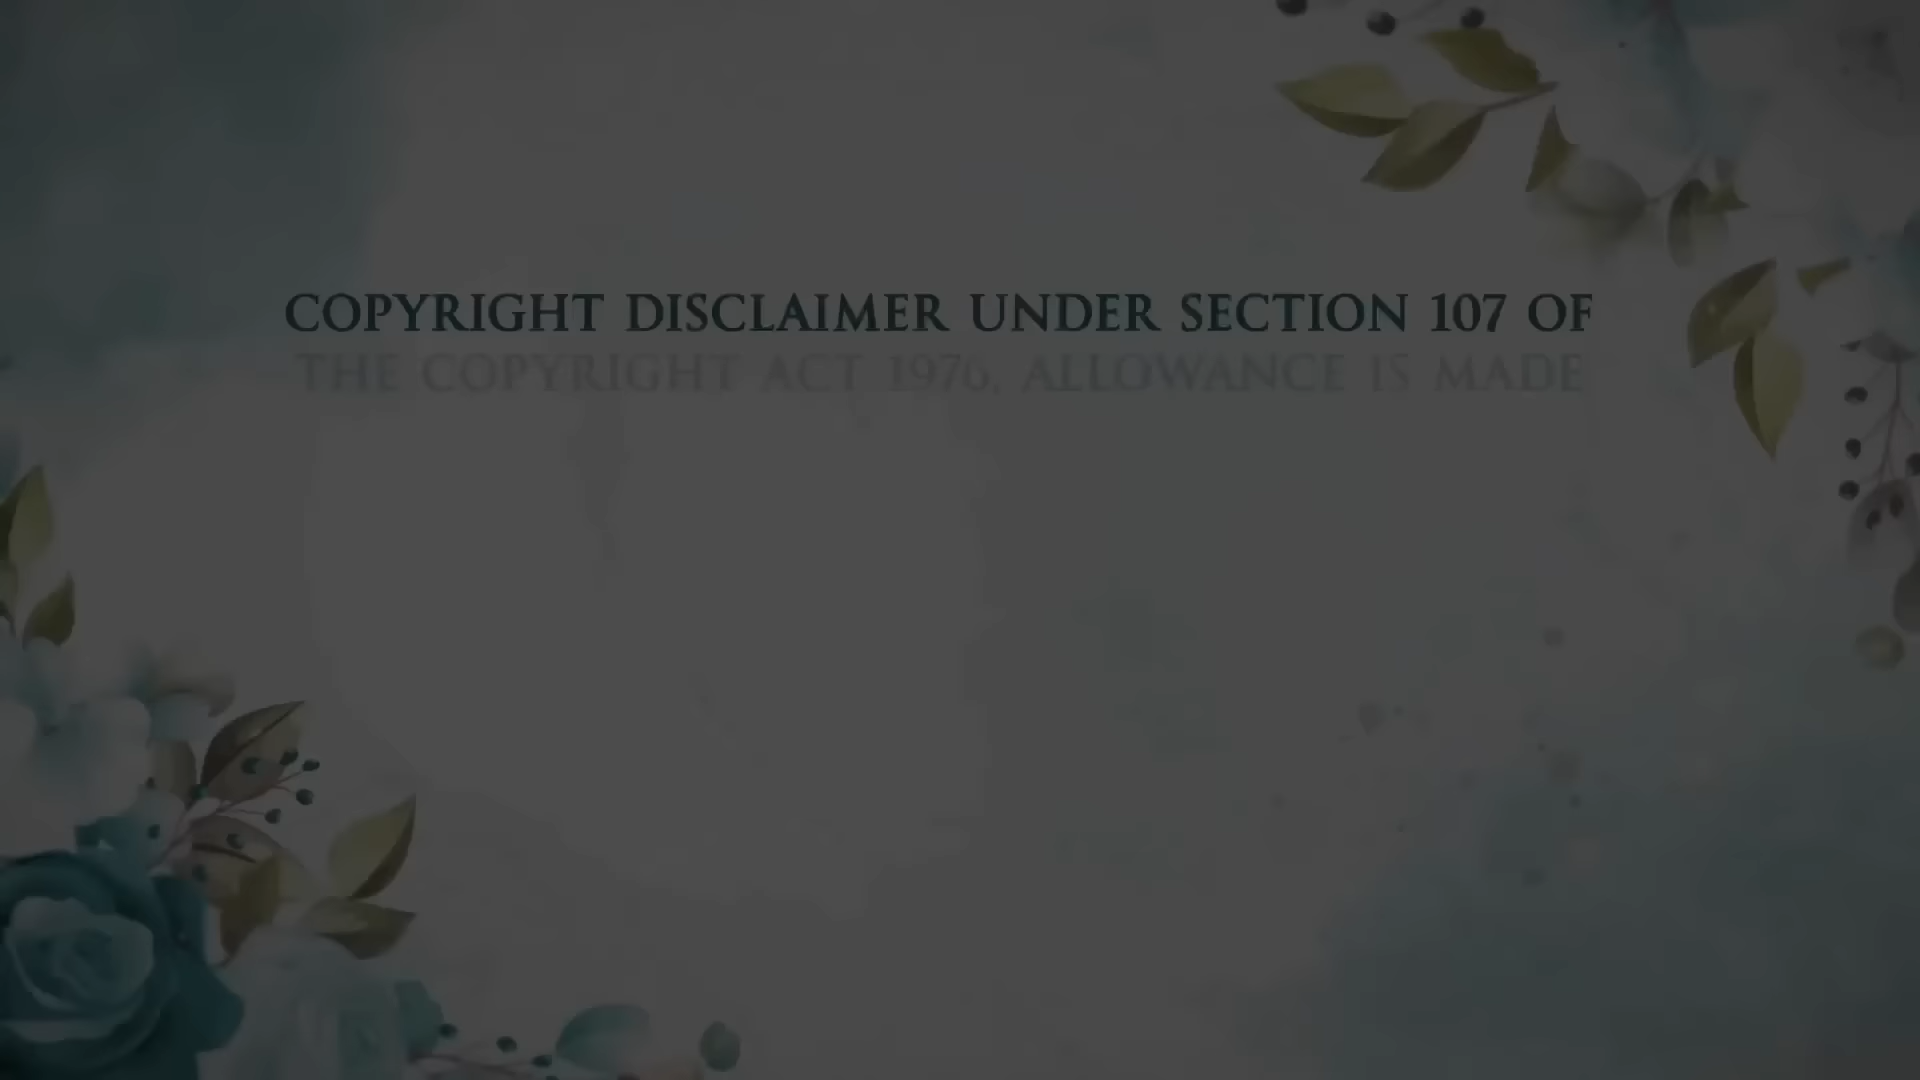 COPYRIGHT DISCLAIMER UNDER SECTION 107 OF
THE COPYRIGHT ACT 1976, ALLOWANCE IS MADE